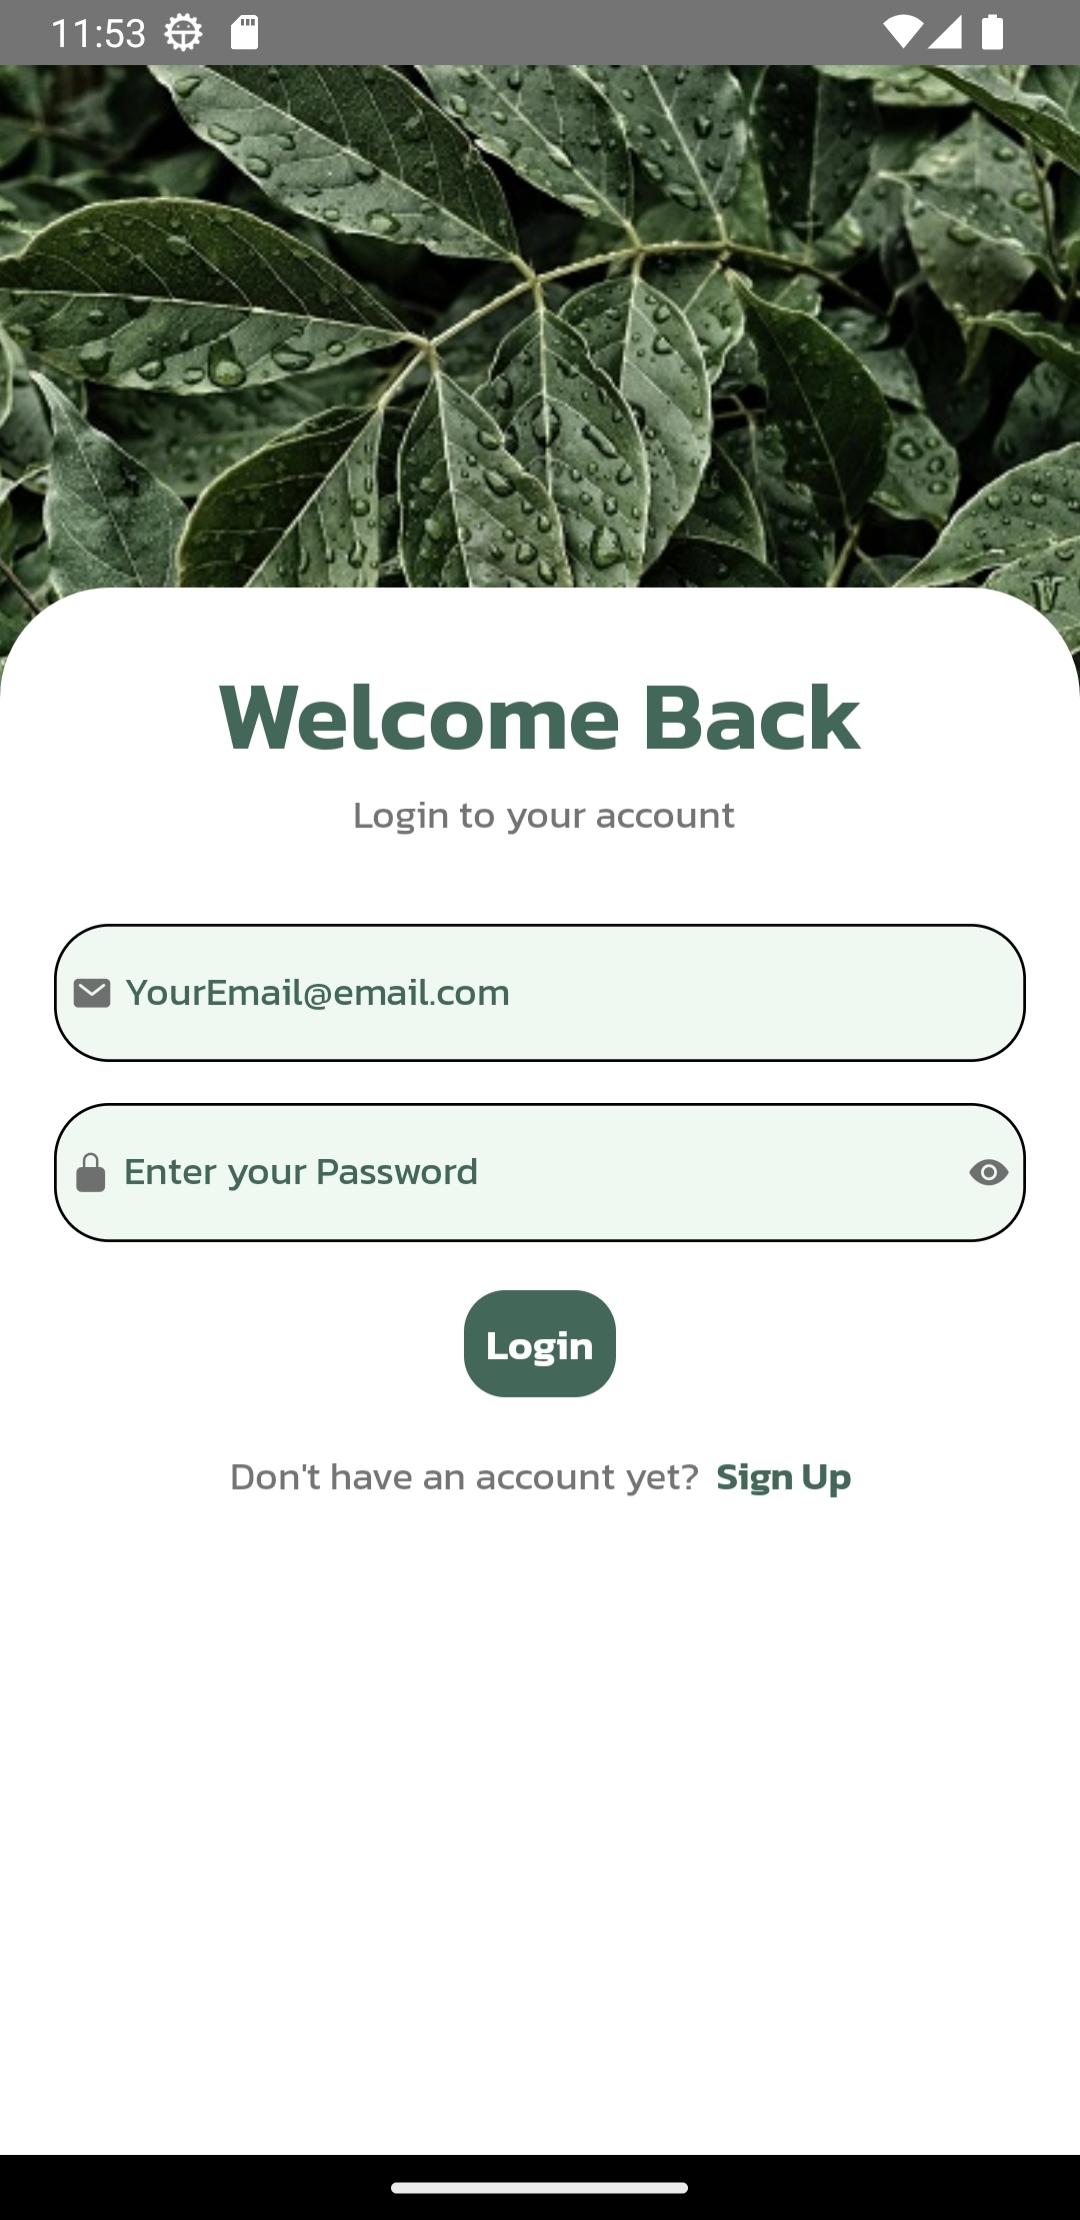 11:53
Welcome Back
Login to your account
YourEmail@email.com
Enter your Password
Login
Don't have an account yet? Sign Up